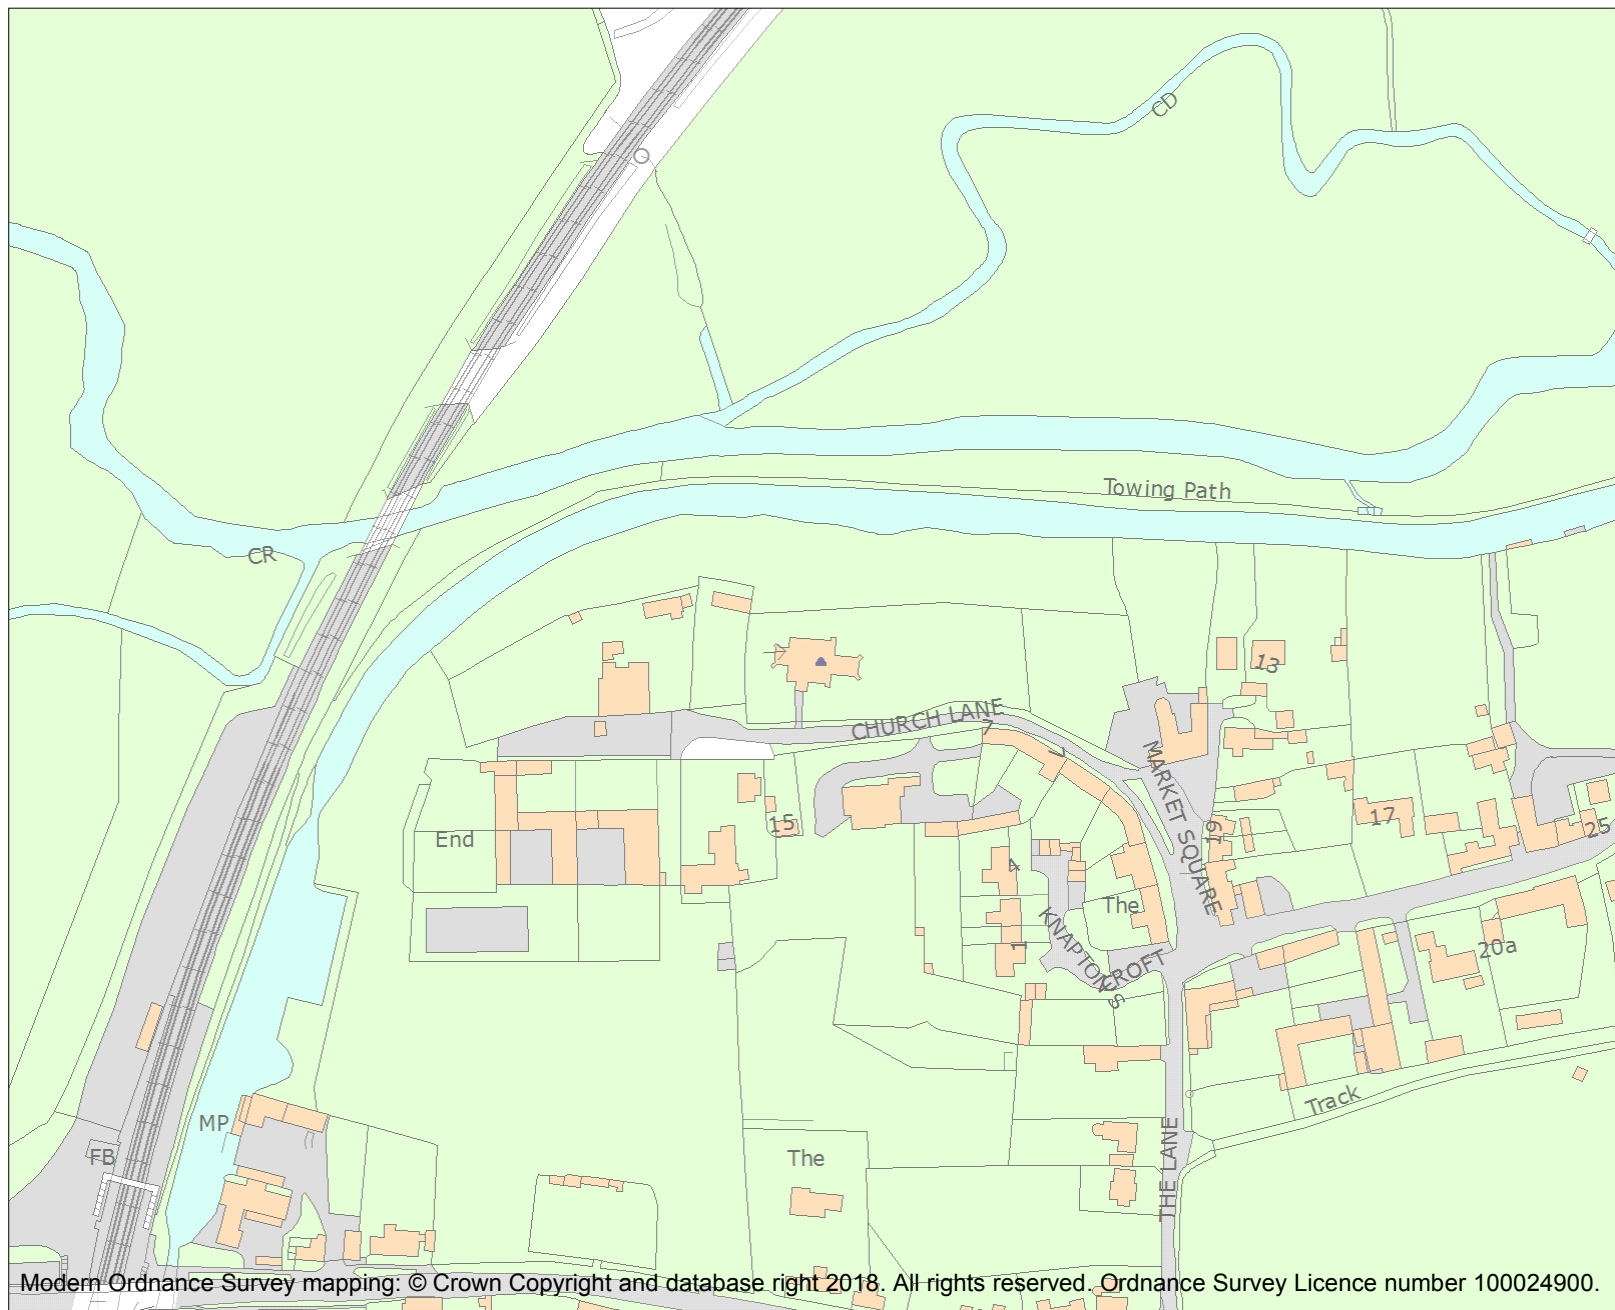 CD
Towing Path
CR
13
CHURCH LANE
7
7
MARKET SQUARE
15
17
19
25
End
4
The
KNAPTON'S
CROFT
1
20a
Track
MP
FB
The
THE LANE
Modern Ordnance Survey mapping: © Crown Copyright and database right 2018. All rights reserved. Ordnance Survey Licence number 100024900.